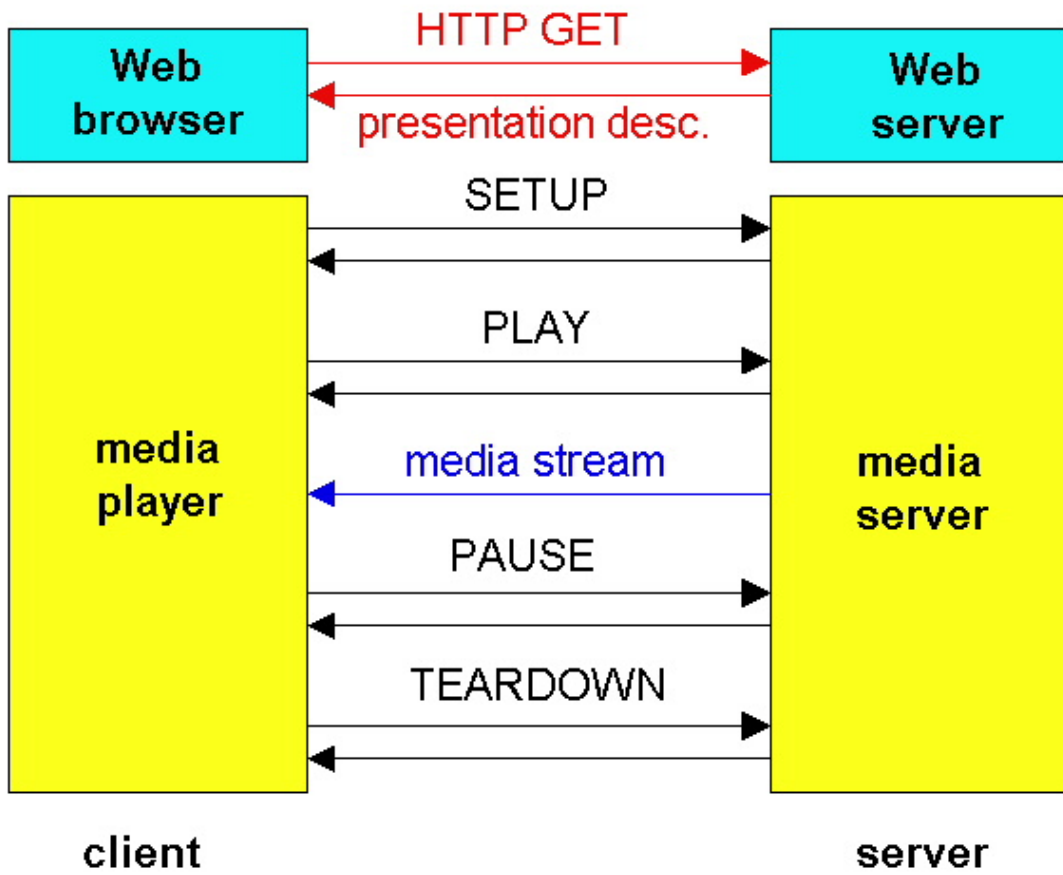 HTTP GET
Web
browser
Web
server
presentation desc.
SETUP
PLAY
media
player
media stream
media
server
PAUSE
TEARDOWN
client
server